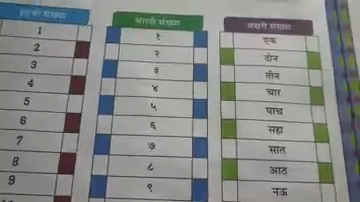 इंग्रजी संख्या
1
2
3
4
5
6
7
8
9
मराठी संख्या
१
२
३
४
५
६
७
८
९
अक्षरी संख्या
एक
दोन
तीन
चार
पाच
सहा
सात
आठ
नऊ